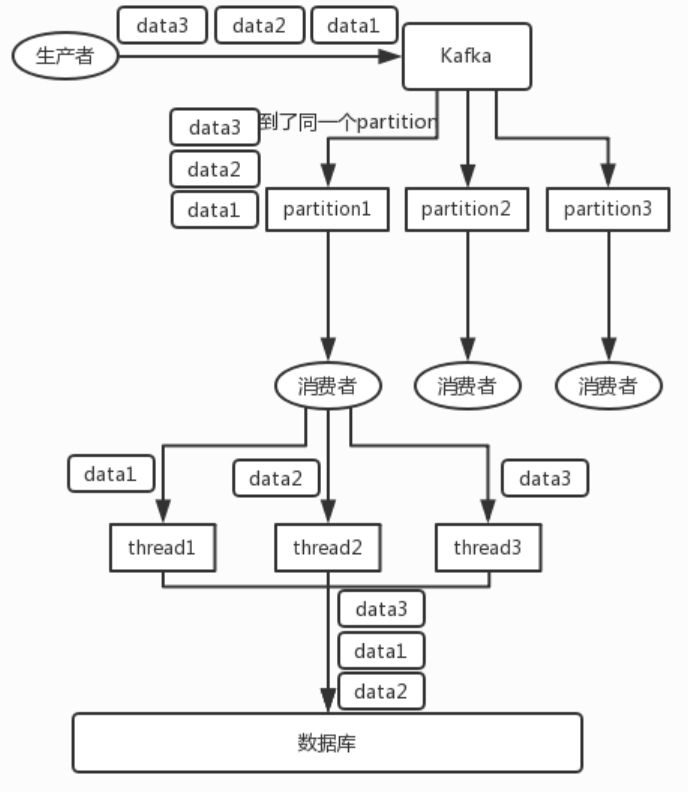 data3 data2 data1
生产者
Kafka
data3
到了同一个partition
data2
data1
partition1 partition2 partition3
消费者 消费者 消费者
data1 data2 data3
thread1 thread2 thread3
data3
data1
data2
数据库